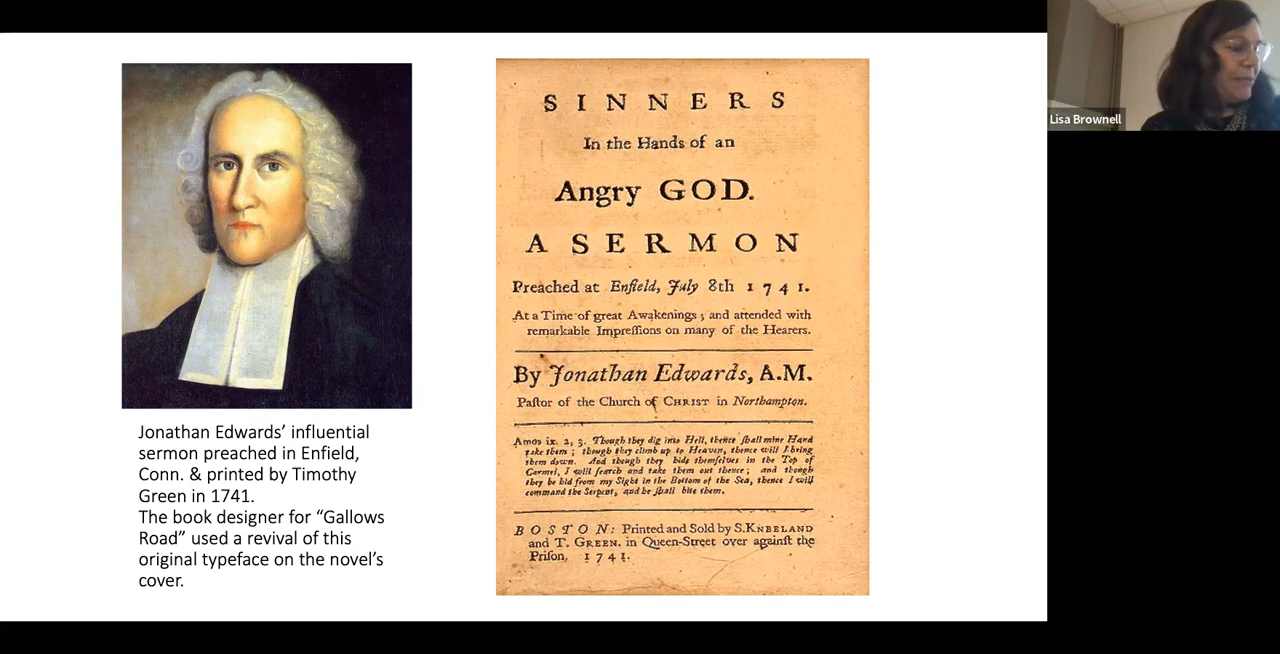 SINNERS
In the Hands of an
Angry GOD.
A SERMON
Preached at Enfield, July 8th 1741.
At a Time of great Awakenings ; and attended with
remarkable Impreſſions on many of the Hearers.
By Jonathan Edwards, A.M.
Paſtor of the Church of CHRIST in Northampton.
Amos ix. 2, 3. Though they dig into Hell, thence ſhall mine Hand
take them ; though they climb up to Heaven, thence will I bring
them down. And though they hide themſelves in the Top of
Carmel, I will ſearch and take them out thence ; and though
they be hid from my Sight in the Bottom of the Sea, thence I will
command the Serpent, and he ſhall bite them.
BOSTON: Printed and Sold by S.KNEELAND
and T. GREEN. in Queen-Street over againſt the
Priſon. 1741.
Jonathan Edwards’ influential
sermon preached in Enfield,
Conn. & printed by Timothy
Green in 1741.
The book designer for “Gallows
Road” used a revival of this
original typeface on the novel’s
cover.
Lisa Brownell